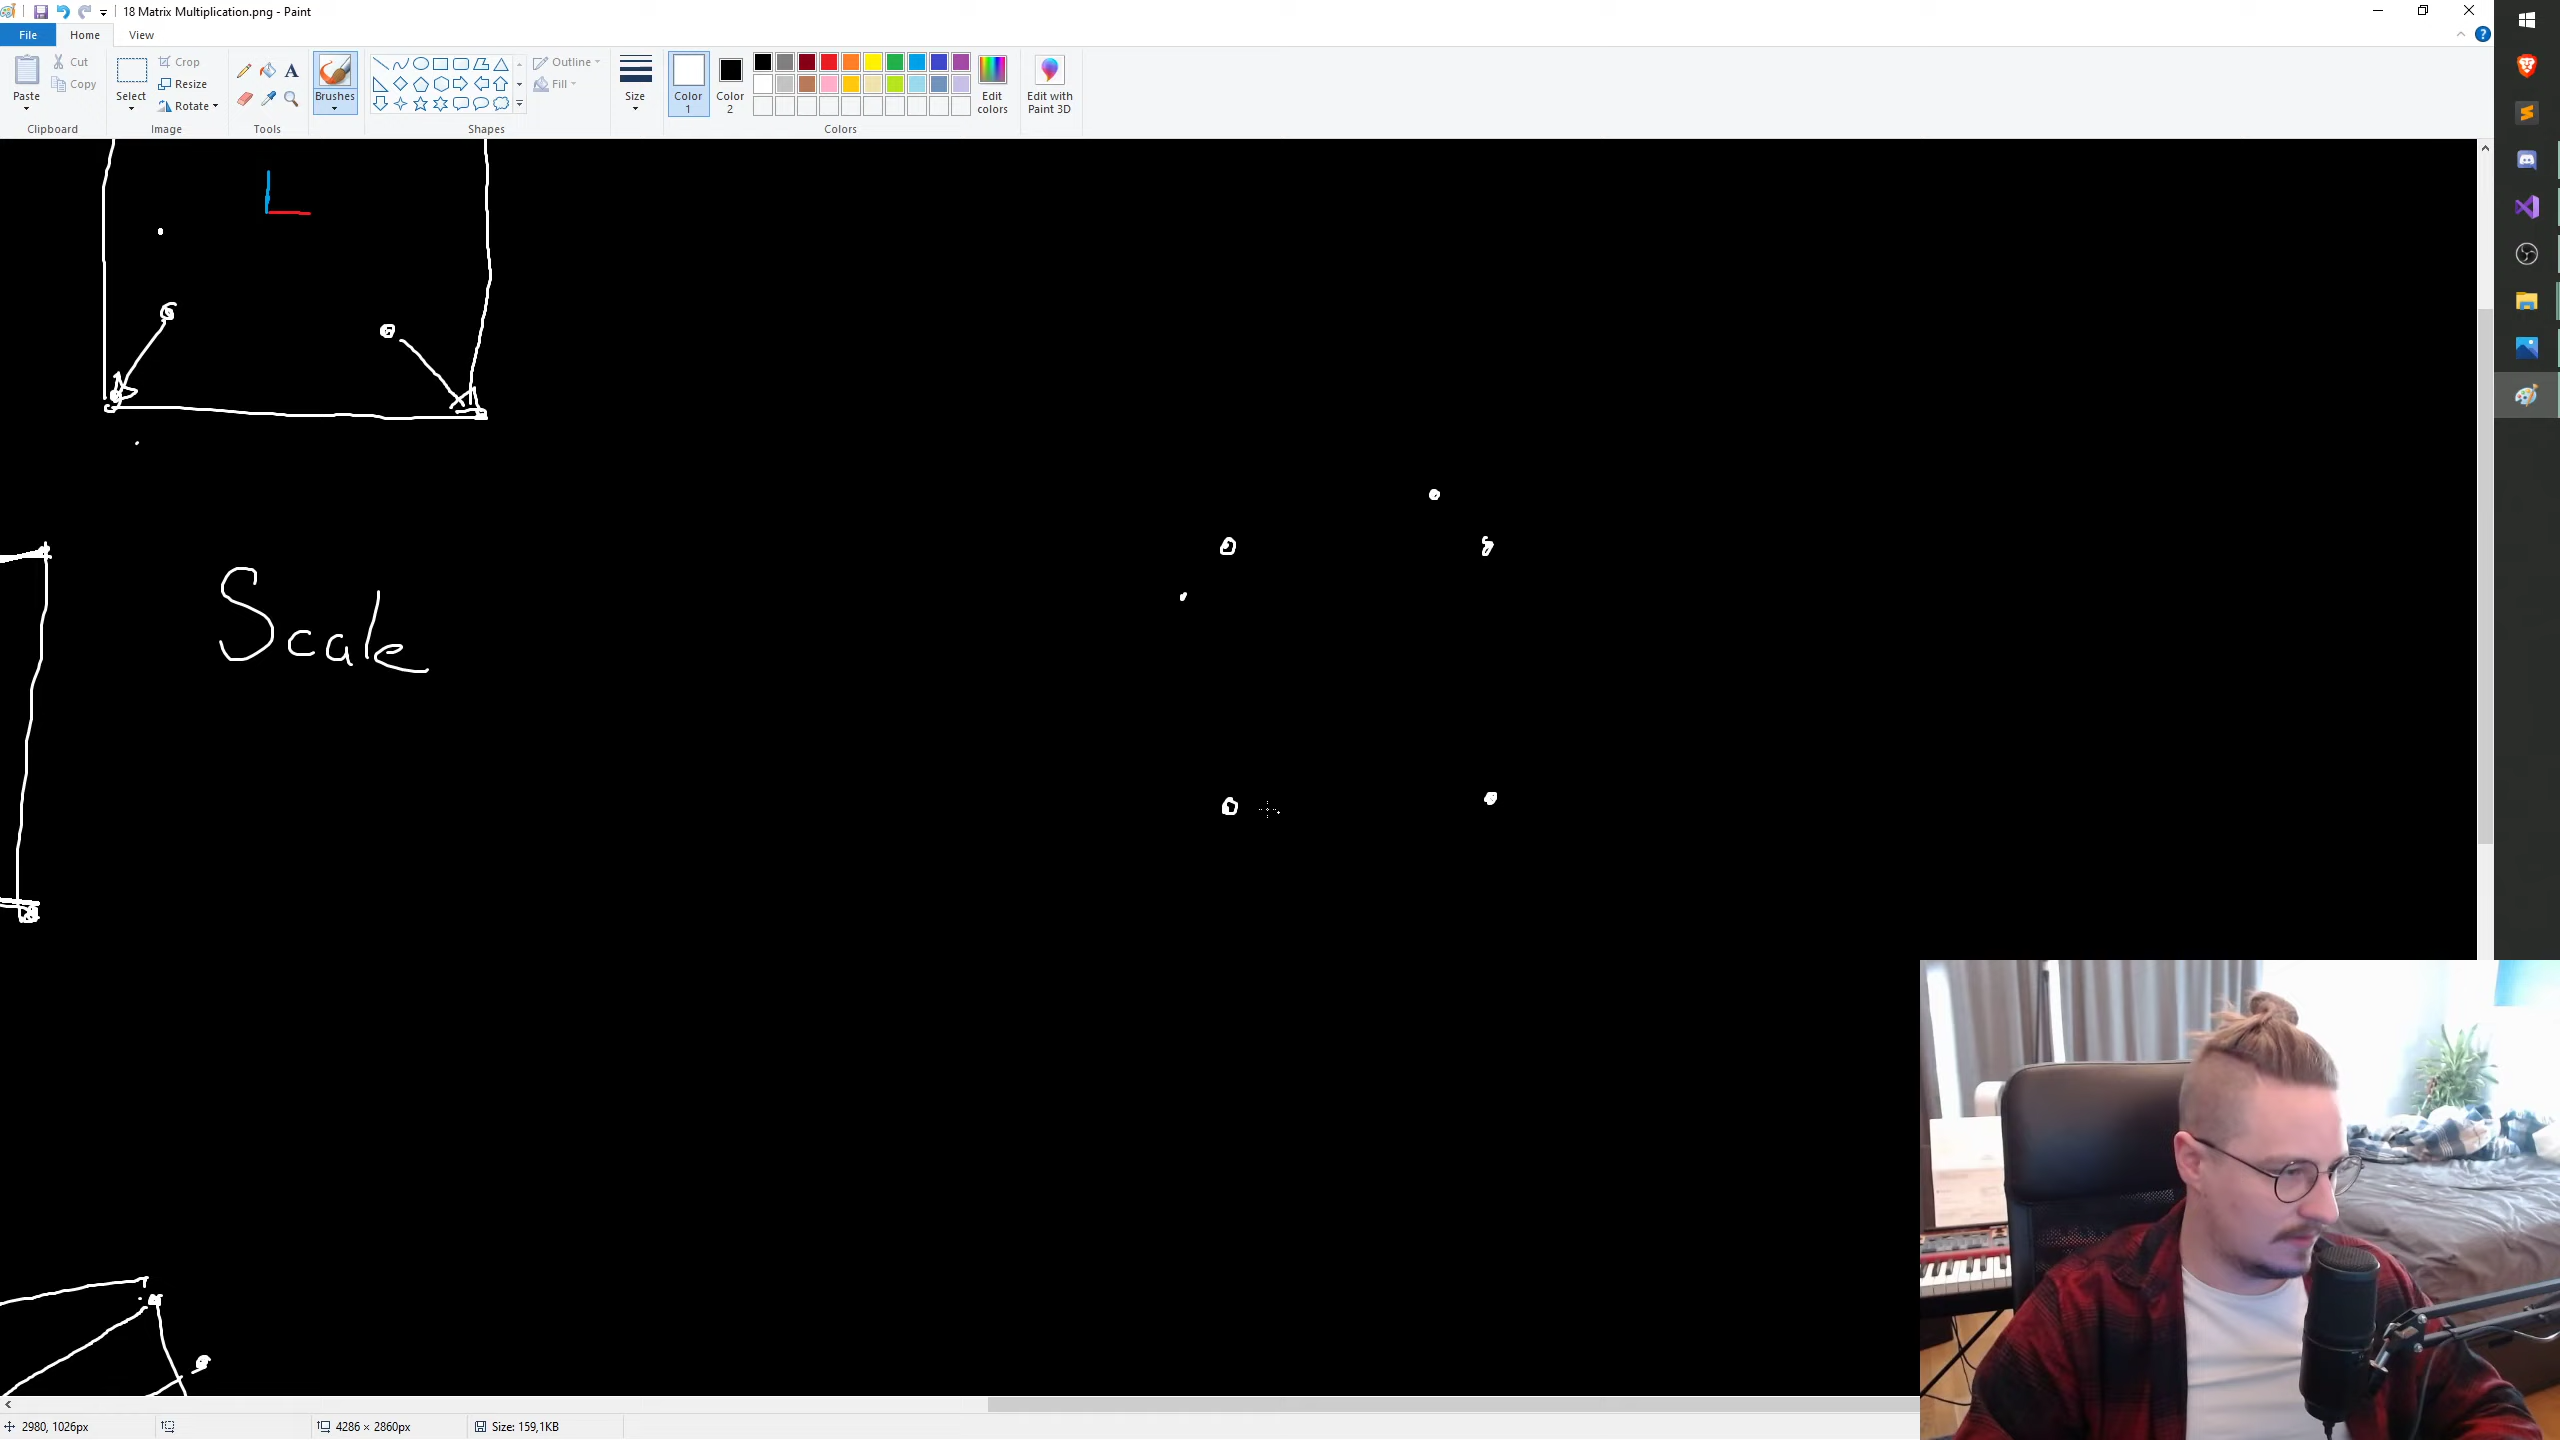 18 Matrix Multiplication.png - Paint
File Home View
Paste
Cut
Copy
Clipboard
Select
Crop
Resize
Rotate
Image
Tools
Brushes
Shapes
Outline
Fill
Size
Color 1
Color 2
Colors
Edit colors
Edit with Paint 3D
Scale
2980, 1026px
4286 × 2860px
Size: 159,1KB